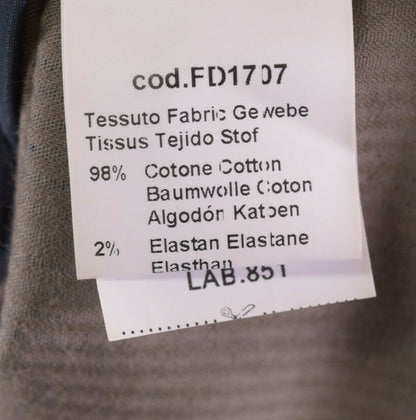 cod.FD1707
Tessuto Fabric Gewebe
Tissus Tejido Stof
98% Cotone Cotton
Baumwolle Coton
Algodón Katoen
2% Elastan Elastane
Elasthan
LAB.851